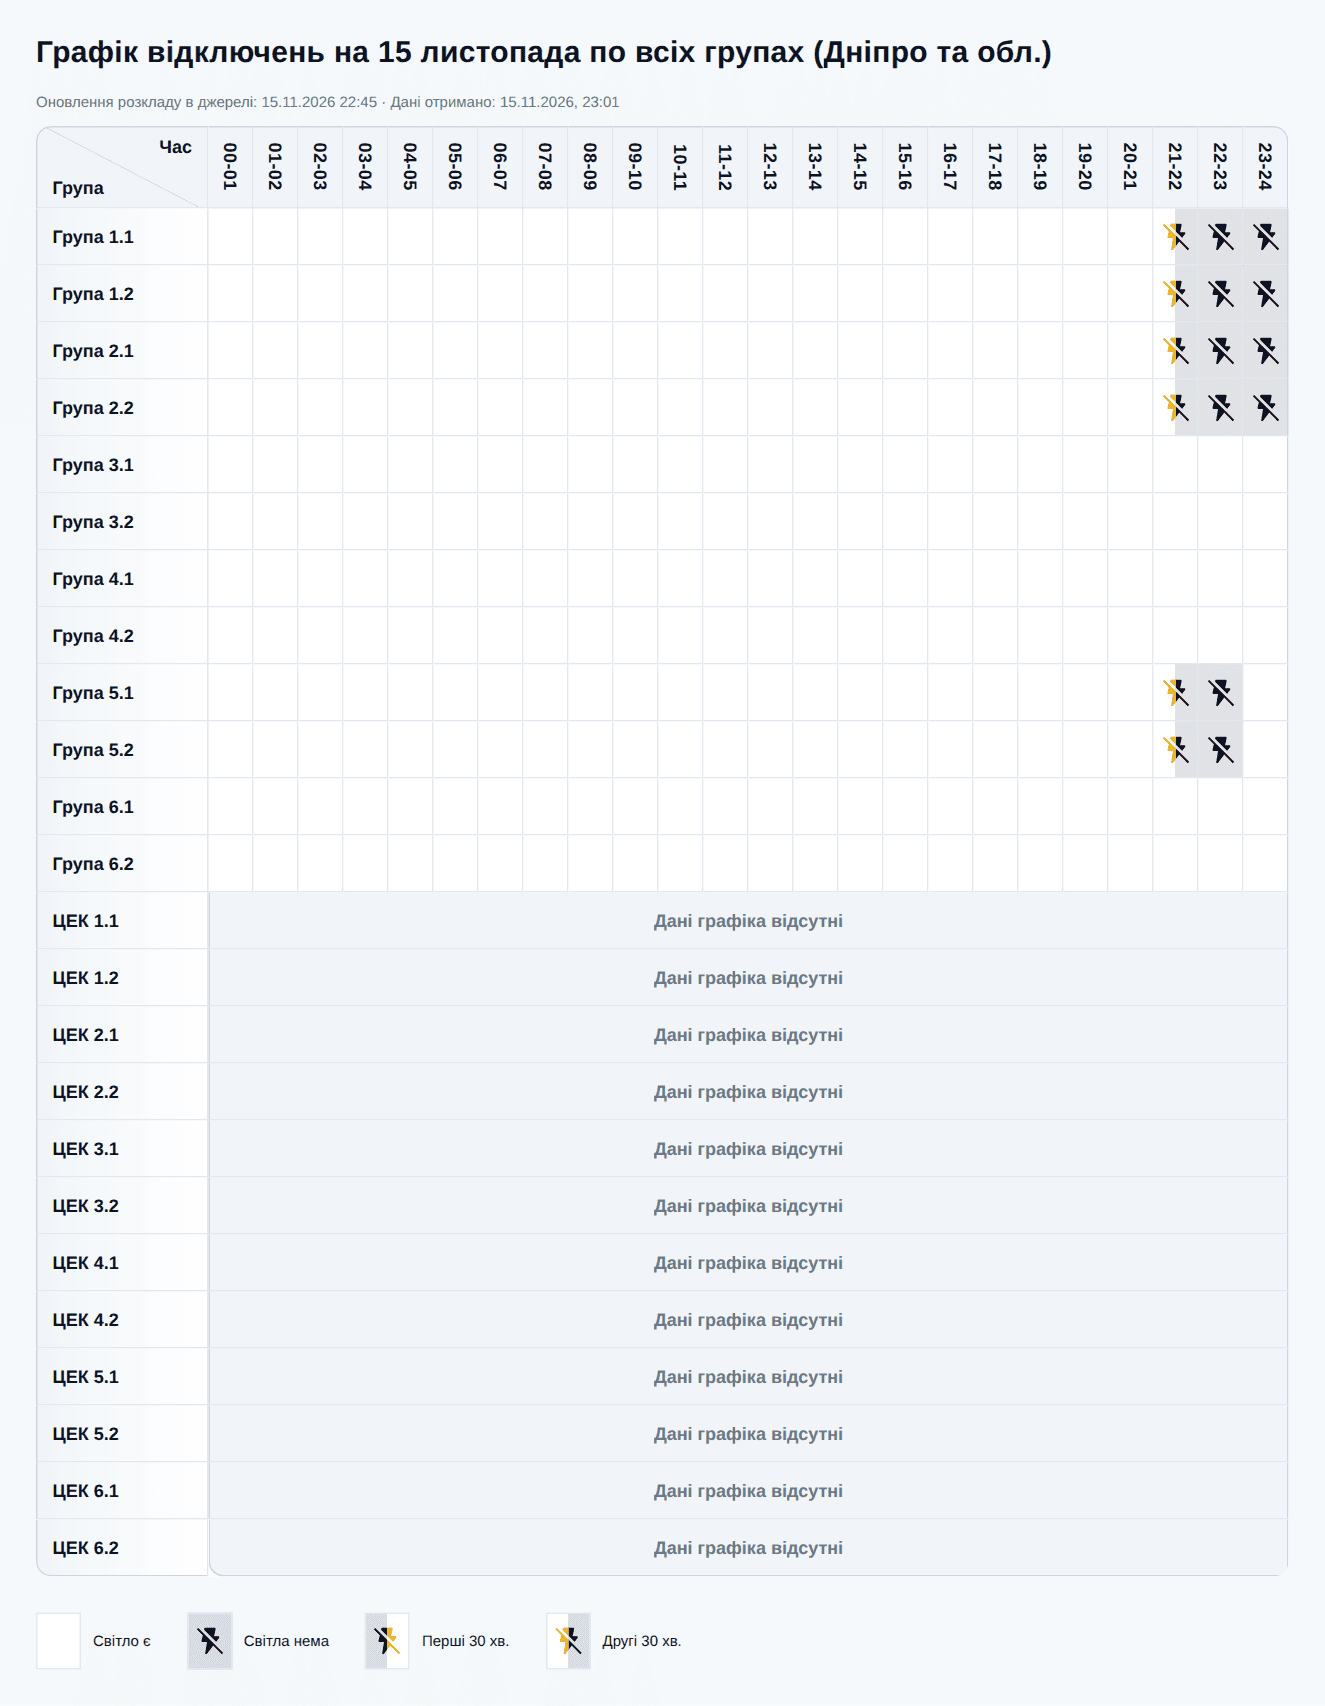 Графік відключень на 15 листопада по всіх групах (Дніпро та обл.)
Оновлення розкладу в джерелі: 15.11.2026 22:45 · Дані отримано: 15.11.2026, 23:01
Час
Група
00-01 01-02 02-03 03-04 04-05 05-06 06-07 07-08 08-09 09-10 10-11 11-12 12-13 13-14 14-15 15-16 16-17 17-18 18-19 19-20 20-21 21-22 22-23 23-24
Група 1.1
Група 1.2
Група 2.1
Група 2.2
Група 3.1
Група 3.2
Група 4.1
Група 4.2
Група 5.1
Група 5.2
Група 6.1
Група 6.2
ЦЕК 1.1 Дані графіка відсутні
ЦЕК 1.2 Дані графіка відсутні
ЦЕК 2.1 Дані графіка відсутні
ЦЕК 2.2 Дані графіка відсутні
ЦЕК 3.1 Дані графіка відсутні
ЦЕК 3.2 Дані графіка відсутні
ЦЕК 4.1 Дані графіка відсутні
ЦЕК 4.2 Дані графіка відсутні
ЦЕК 5.1 Дані графіка відсутні
ЦЕК 5.2 Дані графіка відсутні
ЦЕК 6.1 Дані графіка відсутні
ЦЕК 6.2 Дані графіка відсутні
Світло є Світла нема Перші 30 хв. Другі 30 хв.